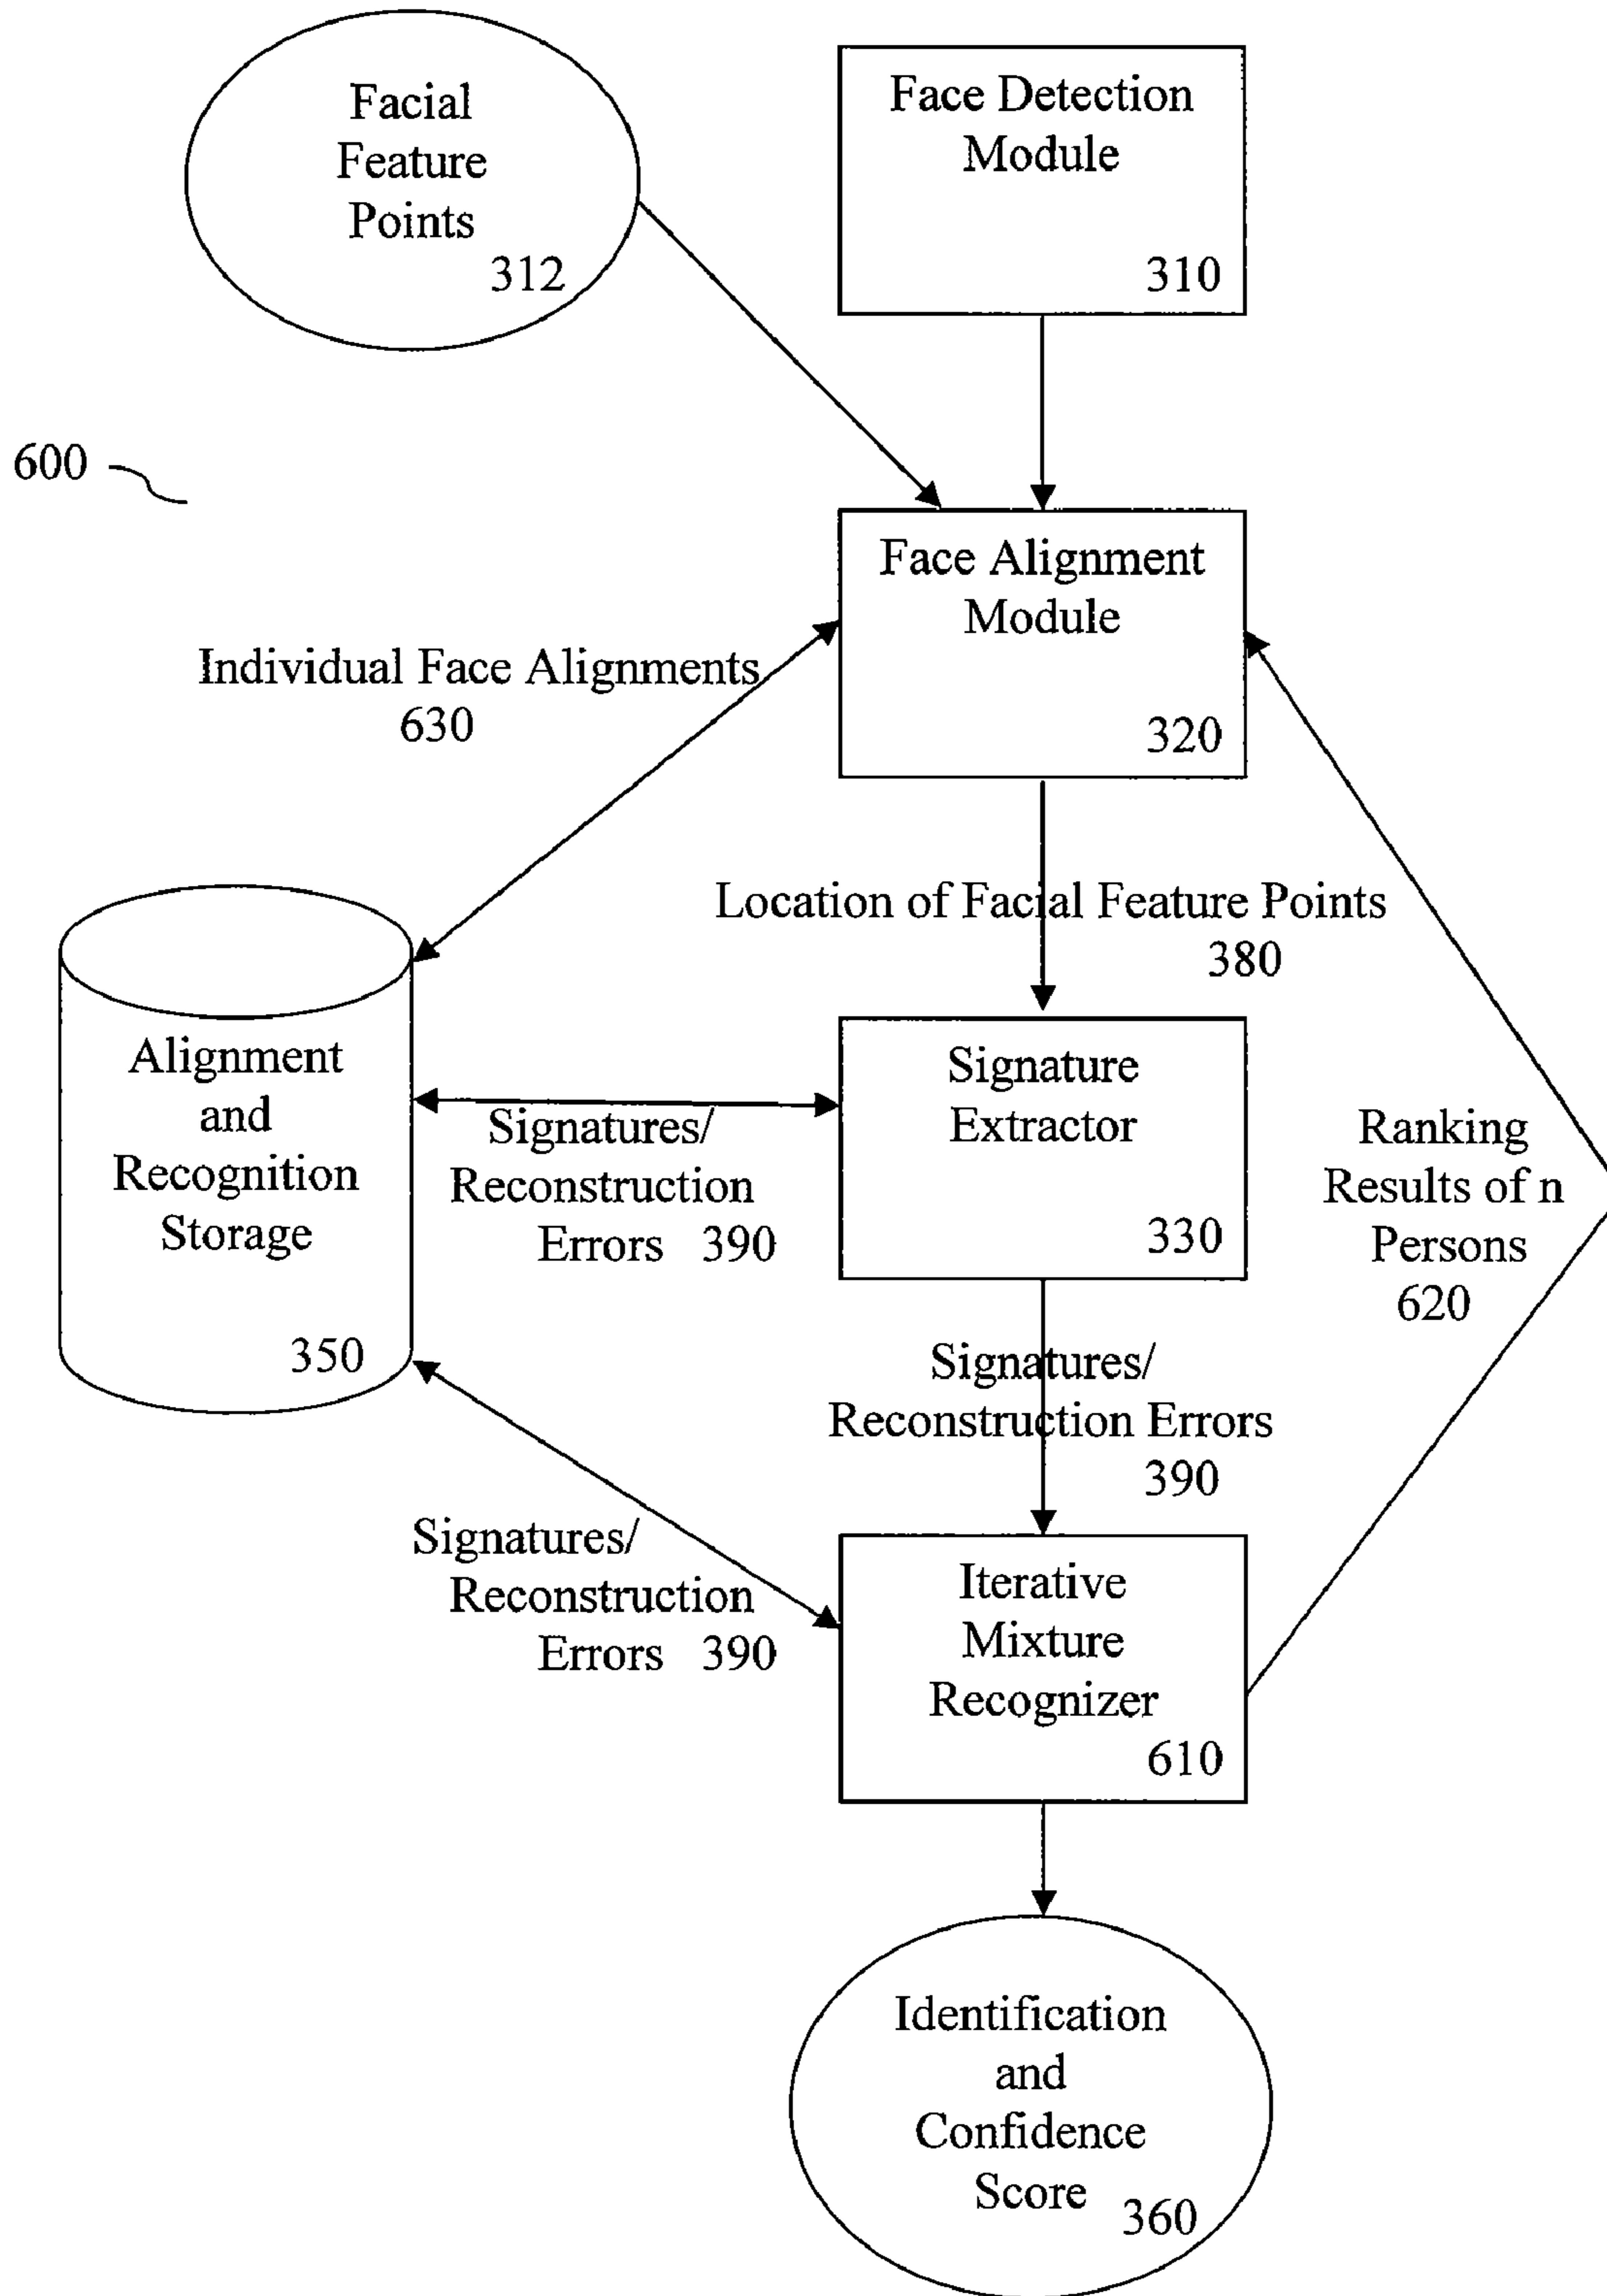 Facial
Feature
Points
312
Face Detection
Module
310
600
Face Alignment
Module
320
Individual Face Alignments
630
Location of Facial Feature Points
380
Alignment
and
Recognition
Storage
350
Signatures/
Reconstruction
Errors 390
Signature
Extractor
330
Ranking
Results of n
Persons
620
Signatures/
Reconstruction Errors
390
Signatures/
Reconstruction
Errors 390
Iterative
Mixture
Recognizer
610
Identification
and
Confidence
Score 360